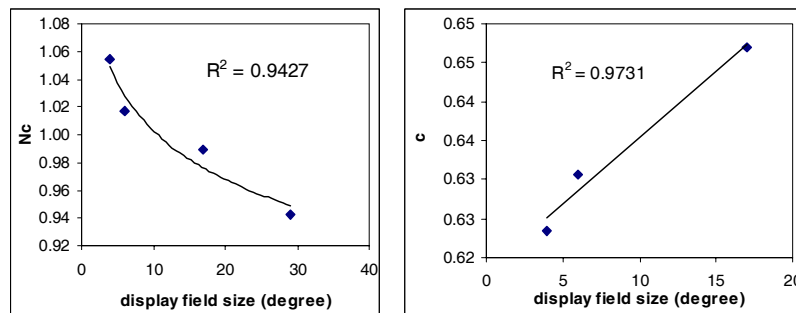 1.08
1.06
1.04
1.02
1.00
0.98
0.96
0.94
0.92
Nc
R² = 0.9427
0 10 20 30 40
display field size (degree)
0.65
0.65
0.64
0.64
0.63
0.63
0.62
c
R² = 0.9731
0 5 10 15 20
display field size (degree)